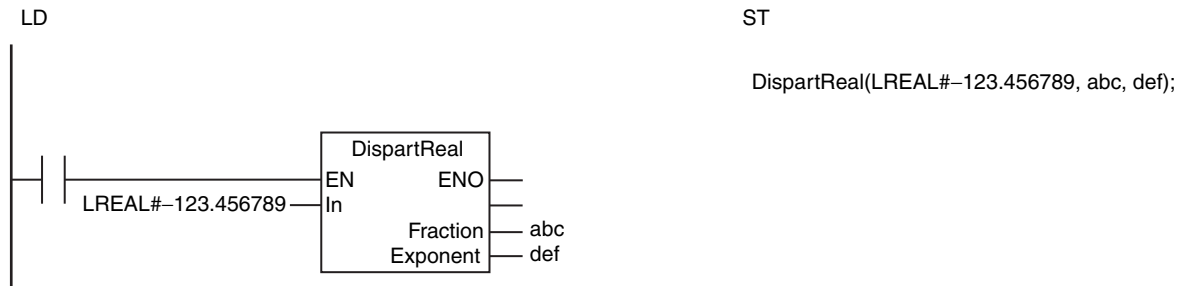 LD
ST
DispartReal(LREAL#−123.456789, abc, def);
DispartReal
EN ENO
LREAL#−123.456789 In
Fraction abc
Exponent def